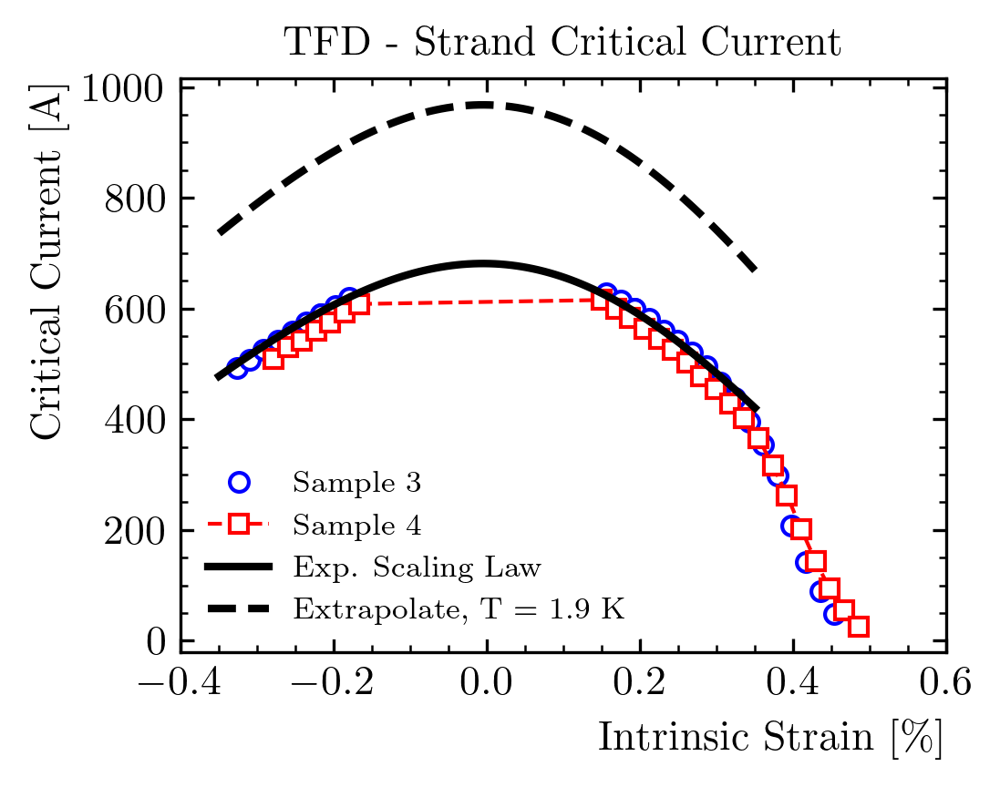 TFD - Strand Critical Current
Critical Current [A]
1000
800
600
400
200
0
Sample 3
Sample 4
Exp. Scaling Law
Extrapolate, T = 1.9 K
−0.4 −0.2 0.0 0.2 0.4 0.6
Intrinsic Strain [%]